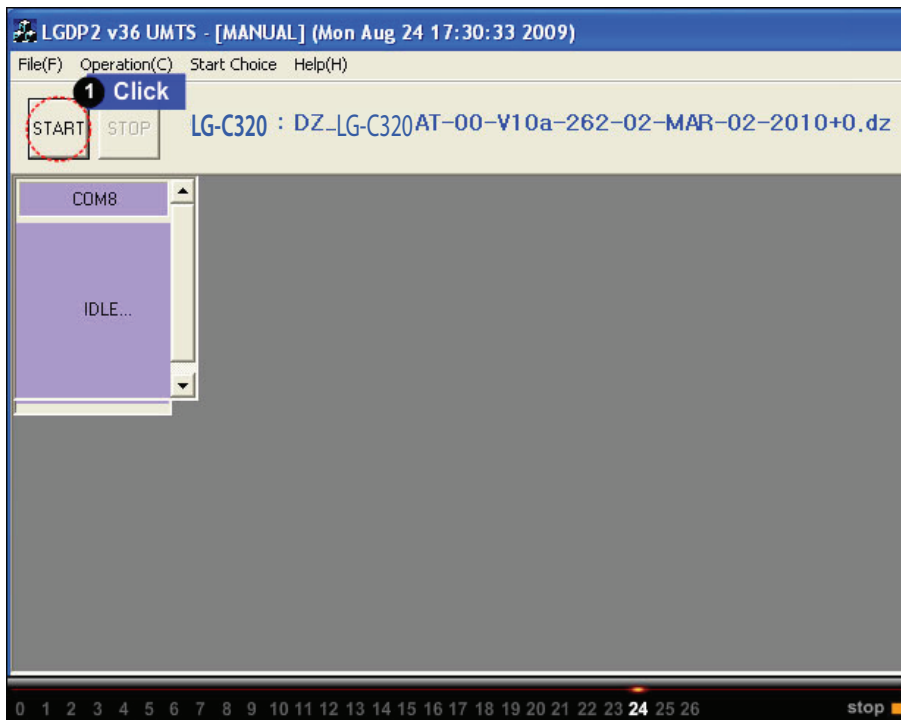 LGDP2 v36 UMTS - [MANUAL] (Mon Aug 24 17:30:33 2009)
File(F) Operation(C) Start Choice Help(H)
1 Click
START STOP LG-C320 : DZ_LG-C320AT-00-V10a-262-02-MAR-02-2010+0.dz
COM8
IDLE...
0 1 2 3 4 5 6 7 8 9 10 11 12 13 14 15 16 17 18 19 20 21 22 23 24 25 26 stop